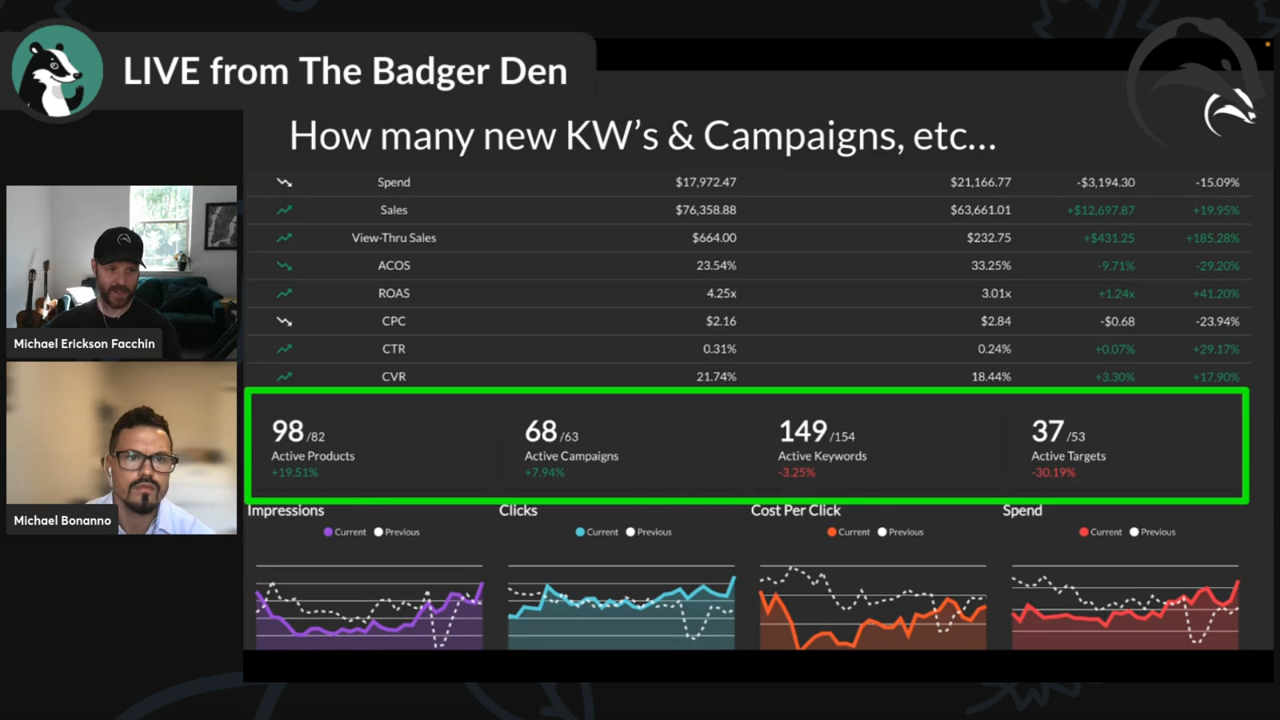 LIVE from The Badger Den
How many new KW’s & Campaigns, etc...
Spend $17,972.47 $21,166.77 -$3,194.30 -15.09%
Sales $76,358.88 $63,661.01 +$12,697.87 +19.95%
View-Thru Sales $664.00 $232.75 +$431.25 +185.28%
ACOS 23.54% 33.25% -9.71% -29.20%
ROAS 4.25x 3.01x +1.24x +41.20%
CPC $2.16 $2.84 -$0.68 -23.94%
CTR 0.31% 0.24% +0.07% +29.17%
CVR 21.74% 18.44% +3.30% +17.90%
98 /82 68 /63 149 /154 37 /53
Active Products Active Campaigns Active Keywords Active Targets
+19.51% +7.94% -3.25% -30.19%
Impressions Clicks Cost Per Click Spend
Current Previous Current Previous Current Previous Current Previous
Michael Erickson Facchin
Michael Bonanno